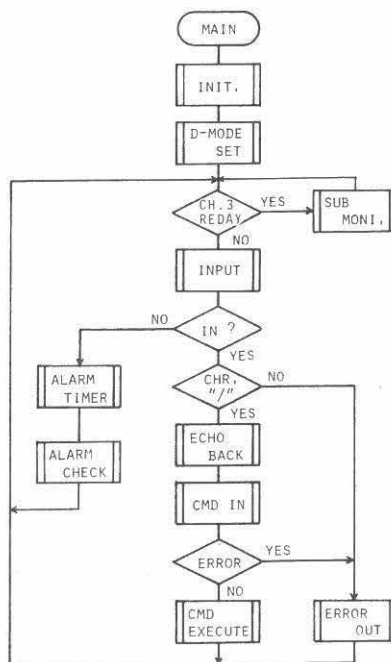 MAIN
INIT.
D-MODE
SET
CH.3
REDAY
YES
SUB
MONI.
NO
INPUT
NO
IN ?
YES
ALARM
TIMER
CHR.
"/"
NO
YES
ALARM
CHECK
ECHO
BACK
CMD IN
ERROR
YES
NO
CMD
EXECUTE
ERROR
OUT